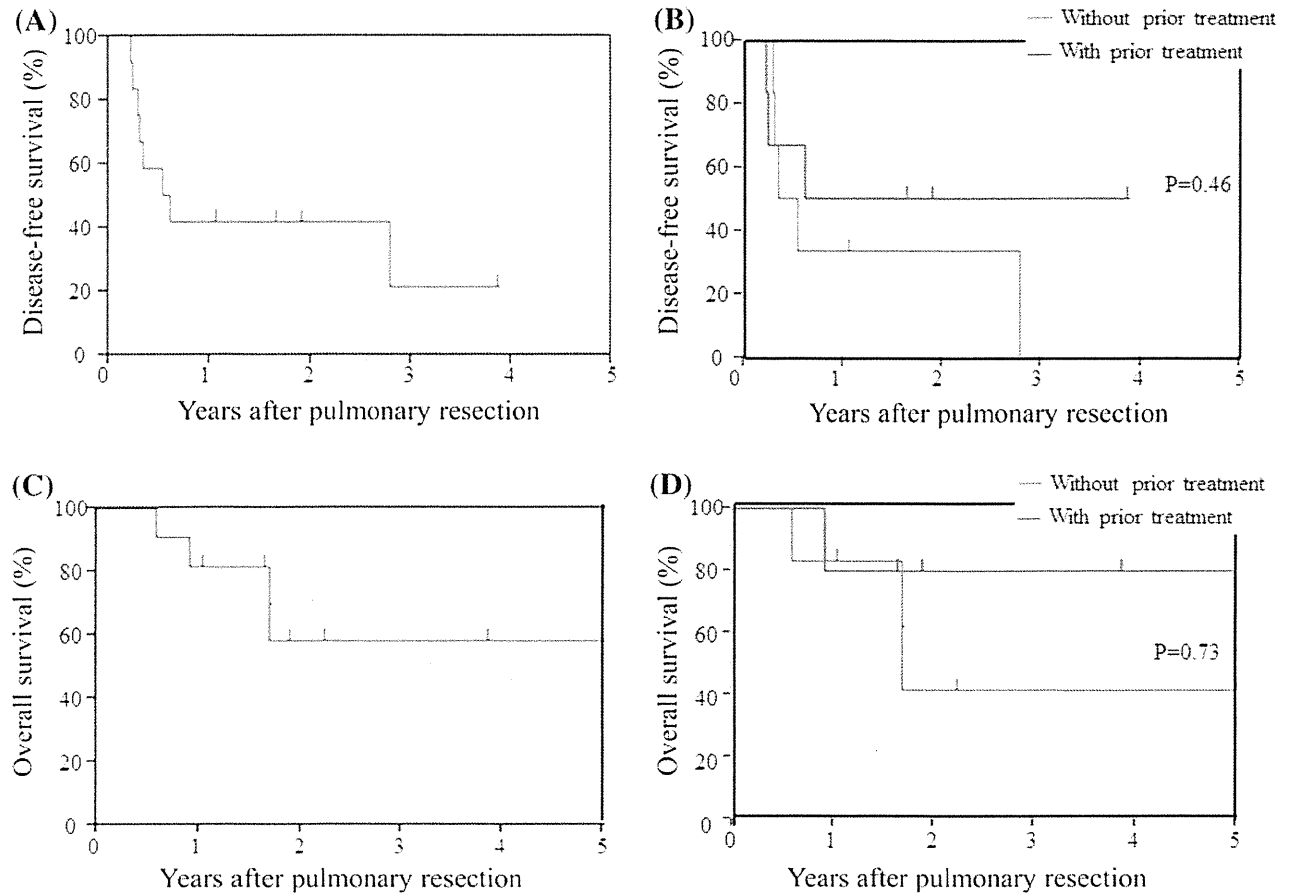 (A)
Disease-free survival (%)
100
80
60
40
20
0
0 1 2 3 4 5
Years after pulmonary resection
(B)
Without prior treatment
With prior treatment
Disease-free survival (%)
100
80
60
40
20
0
P=0.46
0 1 2 3 4 5
Years after pulmonary resection
(C)
Overall survival (%)
100
80
60
40
20
0
0 1 2 3 4 5
Years after pulmonary resection
(D)
Without prior treatment
With prior treatment
Overall survival (%)
100
80
60
40
20
0
P=0.73
0 1 2 3 4 5
Years after pulmonary resection